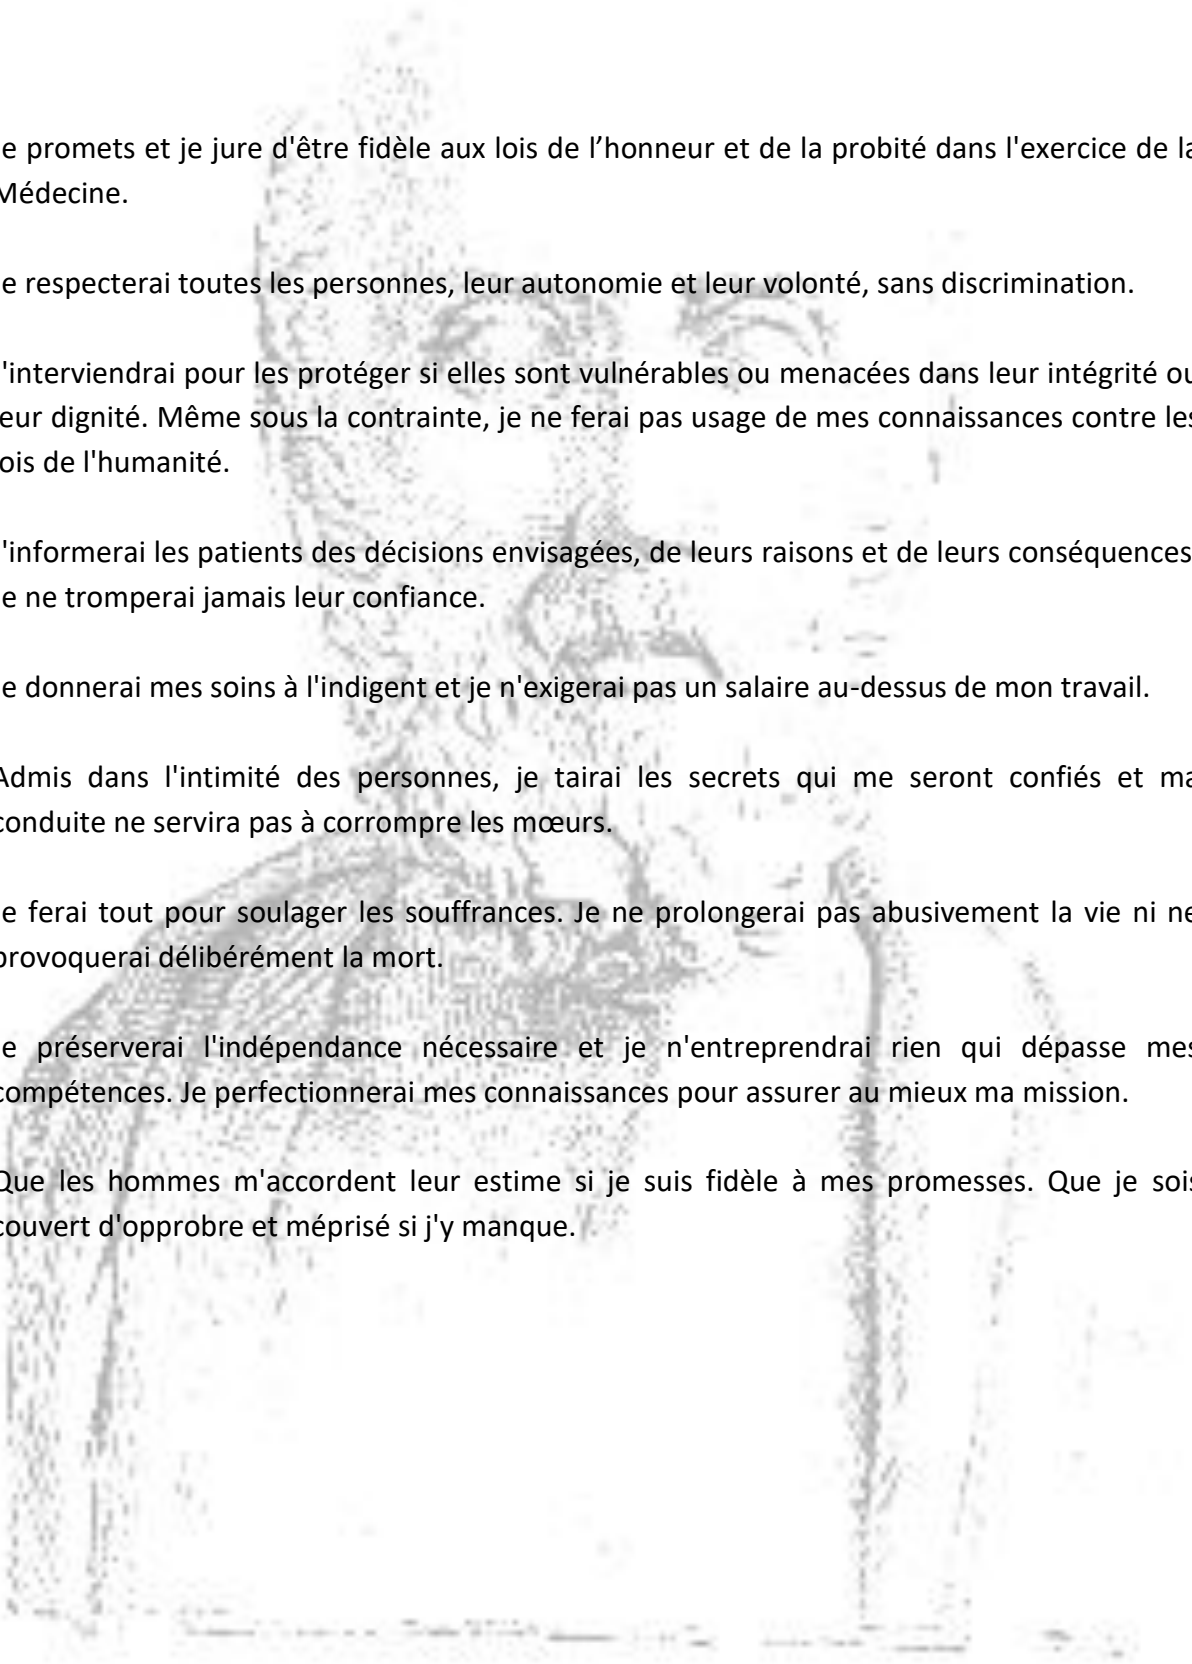 e promets et je jure d'être fidèle aux lois de l’honneur et de la probité dans l'exercice de la
Médecine.
e respecterai toutes les personnes, leur autonomie et leur volonté, sans discrimination.
'interviendrai pour les protéger si elles sont vulnérables ou menacées dans leur intégrité ou
eur dignité. Même sous la contrainte, je ne ferai pas usage de mes connaissances contre les
ois de l'humanité.
'informerai les patients des décisions envisagées, de leurs raisons et de leurs conséquences
e ne tromperai jamais leur confiance.
e donnerai mes soins à l'indigent et je n'exigerai pas un salaire au-dessus de mon travail.
Admis dans l'intimité des personnes, je tairai les secrets qui me seront confiés et ma
conduite ne servira pas à corrompre les mœurs.
e ferai tout pour soulager les souffrances. Je ne prolongerai pas abusivement la vie ni ne
provoquerai délibérément la mort.
e préserverai l'indépendance nécessaire et je n'entreprendrai rien qui dépasse mes
compétences. Je perfectionnerai mes connaissances pour assurer au mieux ma mission.
Que les hommes m'accordent leur estime si je suis fidèle à mes promesses. Que je sois
couvert d'opprobre et méprisé si j'y manque.